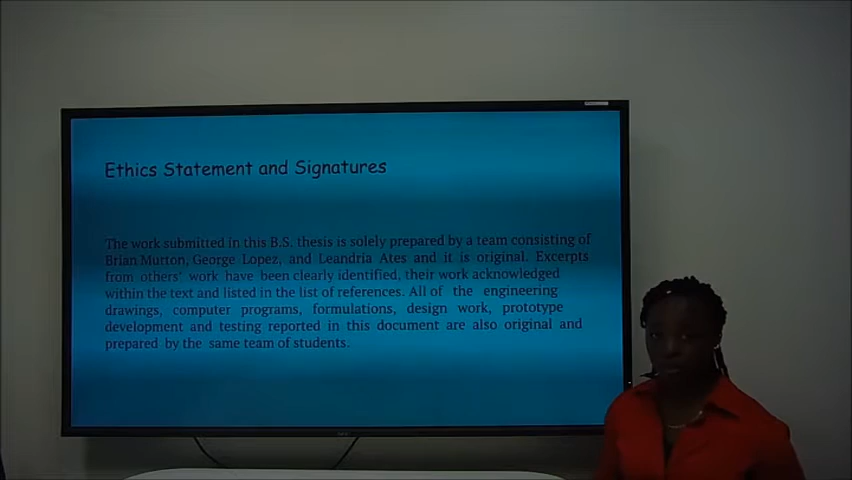 Ethics Statement and Signatures
The work submitted in this B.S. thesis is solely prepared by a team consisting of
Brian Murton, George Lopez, and Leandria Ates and it is original. Excerpts
from others' work have been clearly identified, their work acknowledged
within the text and listed in the list of references. All of the engineering
drawings, computer programs, formulations, design work, prototype
development and testing reported in this document are also original and
prepared by the same team of students.